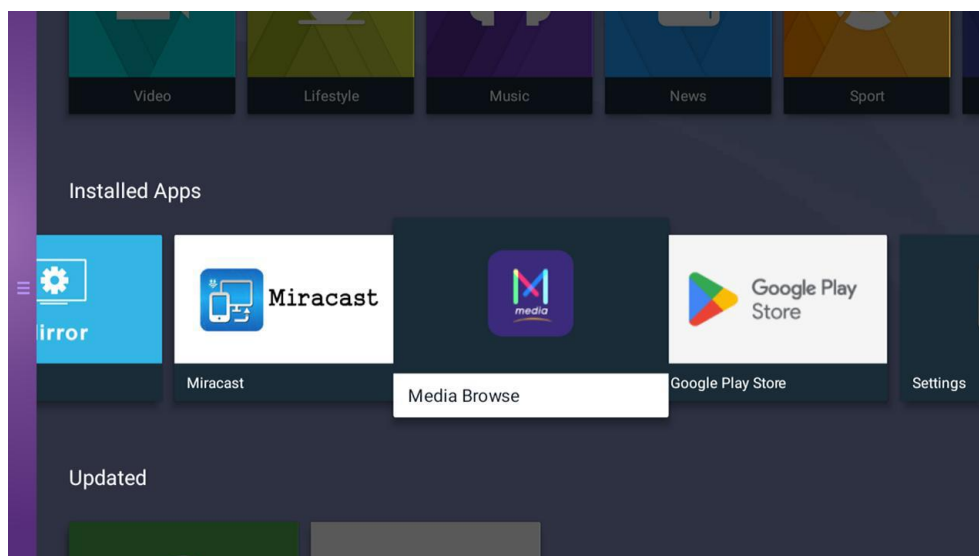 Video
Lifestyle
Music
News
Sport
Installed Apps
irror
Miracast
media
Google Play
Store
Miracast
Media Browse
Google Play Store
Settings
Updated